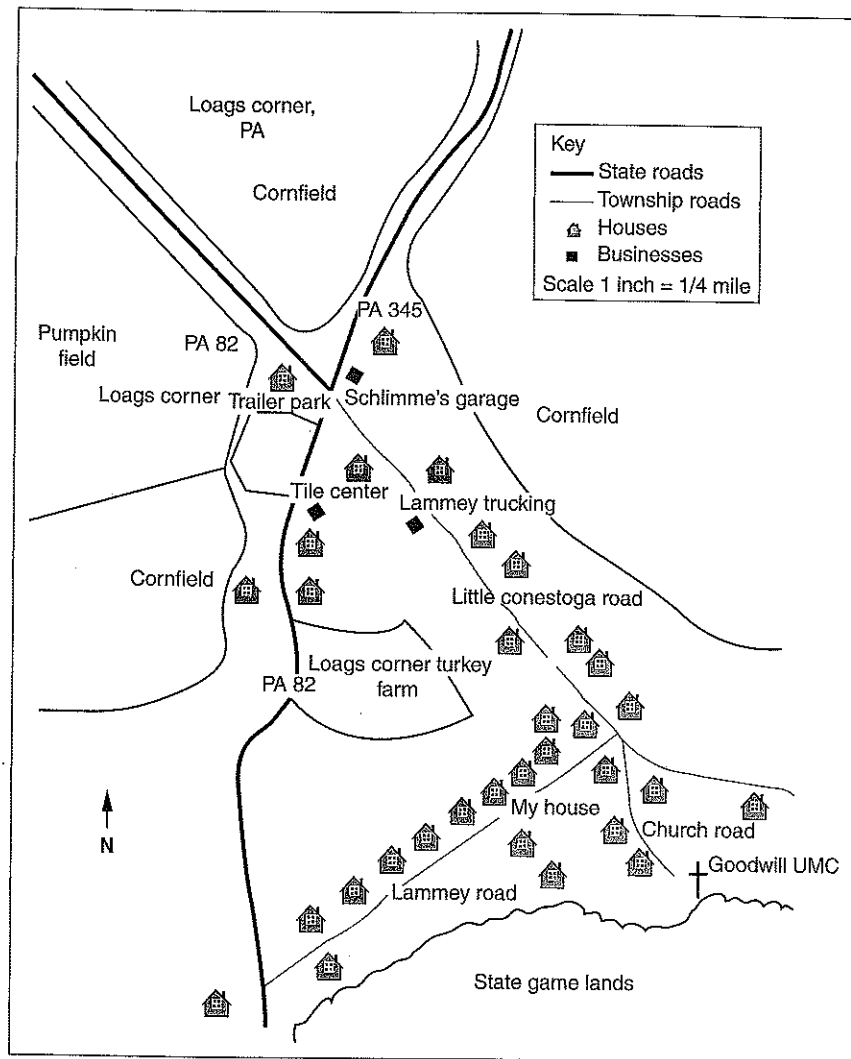 Loags corner,
PA
Cornfield
Key
State roads
Township roads
Houses
Businesses
Scale 1 inch = 1/4 mile
PA 345
Pumpkin
field
PA 82
Loags corner
Trailer park
Schlimme's garage
Cornfield
Tile center
Lammey trucking
Cornfield
Little conestoga road
Loags corner turkey
farm
PA 82
My house
N
Church road
Goodwill UMC
Lammey road
State game lands